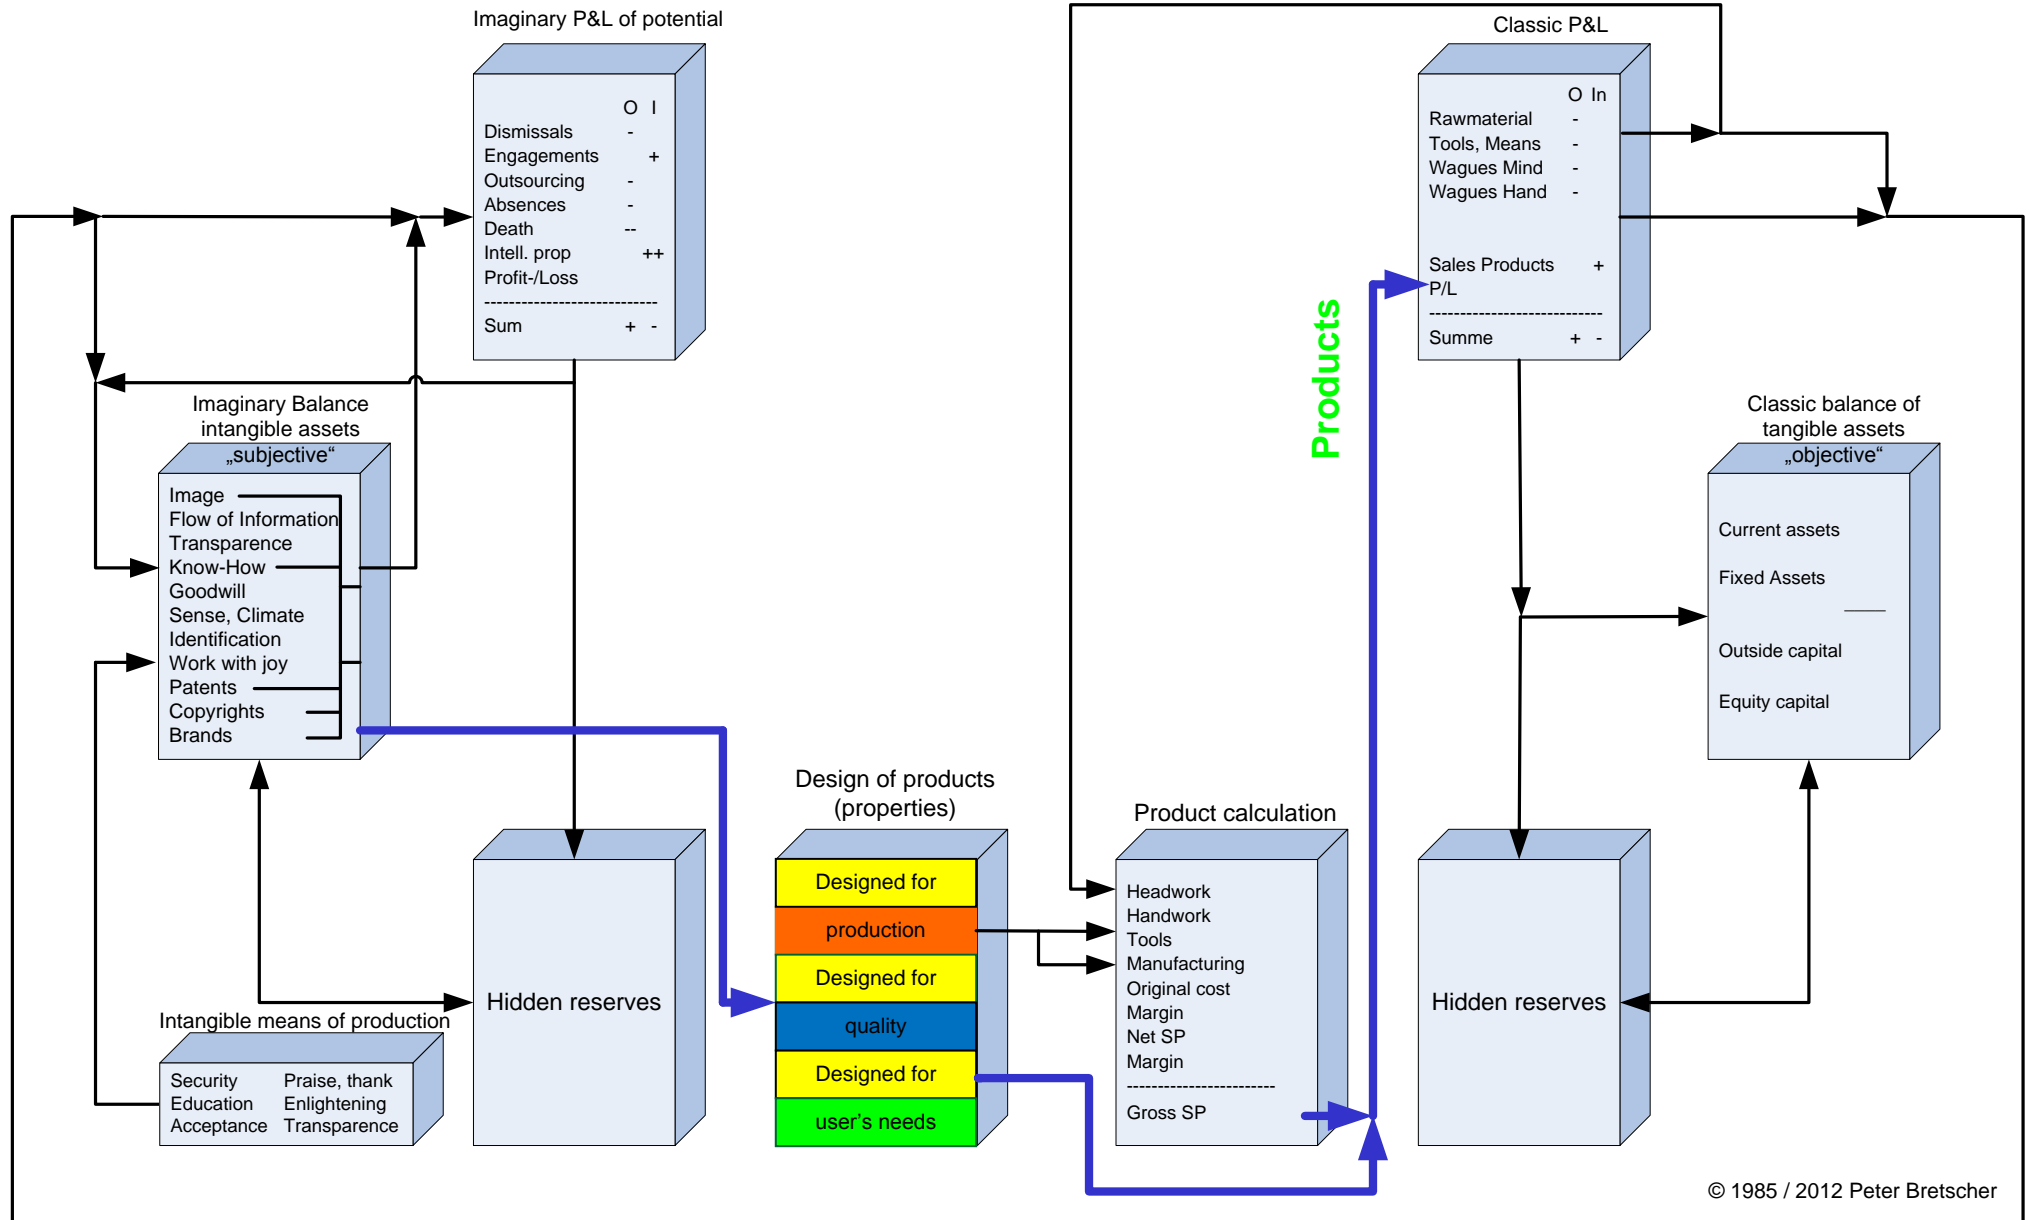 Imaginary P&L of potential
O I
Dismissals -
Engagements +
Outsourcing -
Absences -
Death --
Intell. prop ++
Profit-/Loss
----------------------------
Sum + -
Classic P&L
O In
Rawmaterial -
Tools, Means -
Wagues Mind -
Wagues Hand -
Sales Products +
P/L
----------------------------
Summe + -
Products
Imaginary Balance
intangible assets
„subjective“
Image
Flow of Information
Transparence
Know-How
Goodwill
Sense, Climate
Identification
Work with joy
Patents
Copyrights
Brands
Classic balance of
tangible assets
„objective“
Current assets
Fixed Assets
Outside capital
Equity capital
Intangible means of production
Security Praise, thank
Education Enlightening
Acceptance Transparence
Hidden reserves
Design of products
(properties)
Designed for
production
Designed for
quality
Designed for
user's needs
Product calculation
Headwork
Handwork
Tools
Manufacturing
Original cost
Margin
Net SP
Margin
------------------------
Gross SP
Hidden reserves
© 1985 / 2012 Peter Bretscher